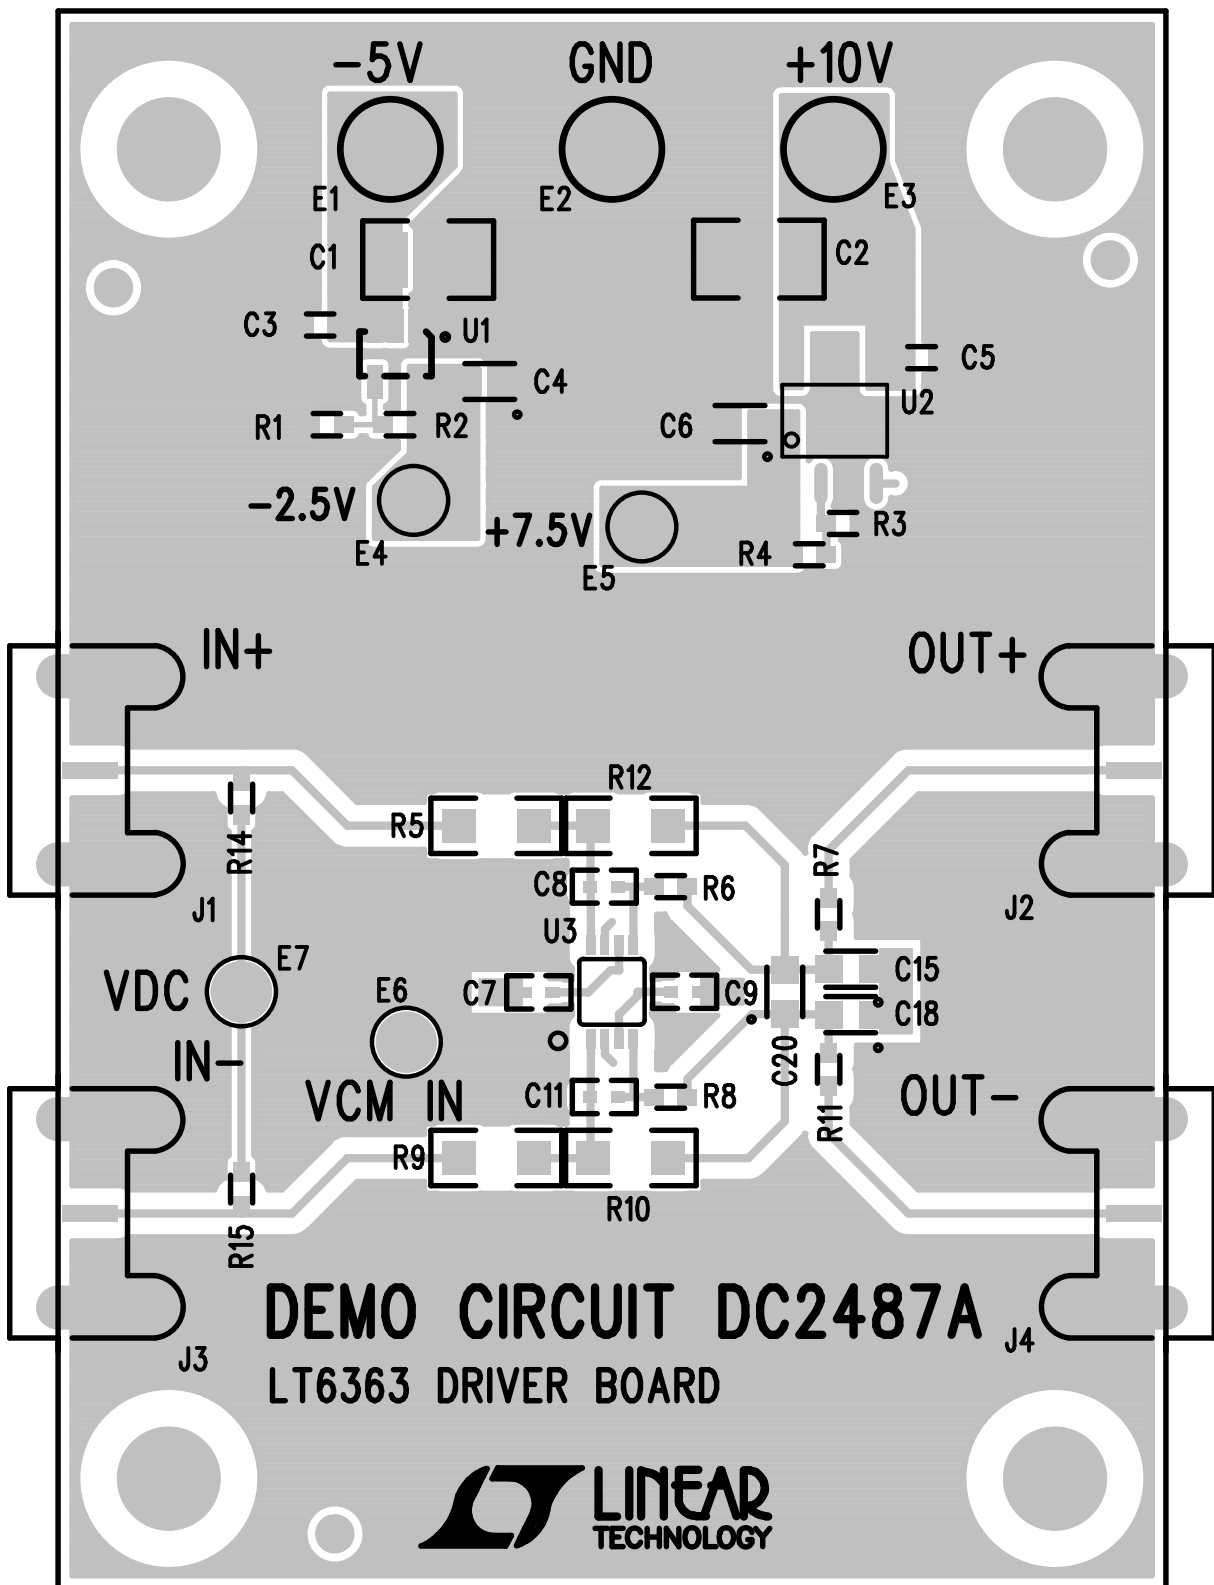 -5V GND +10V
E1 E2 E3
C1 C2
C3 U1 C5
C4 U2
R1 R2 C6
-2.5V +7.5V R3
E4 R4
E5
IN+ OUT+
R12
R5 R14 R7
C8 R6
J1 U3 J2
E7 C15
VDC E6 C7 C9 C18
IN- C20
VCM IN C11 R8 OUT-
R11
R9
R15 R10
DEMO CIRCUIT DC2487A
J3 J4
LT6363 DRIVER BOARD
LINEAR
TECHNOLOGY